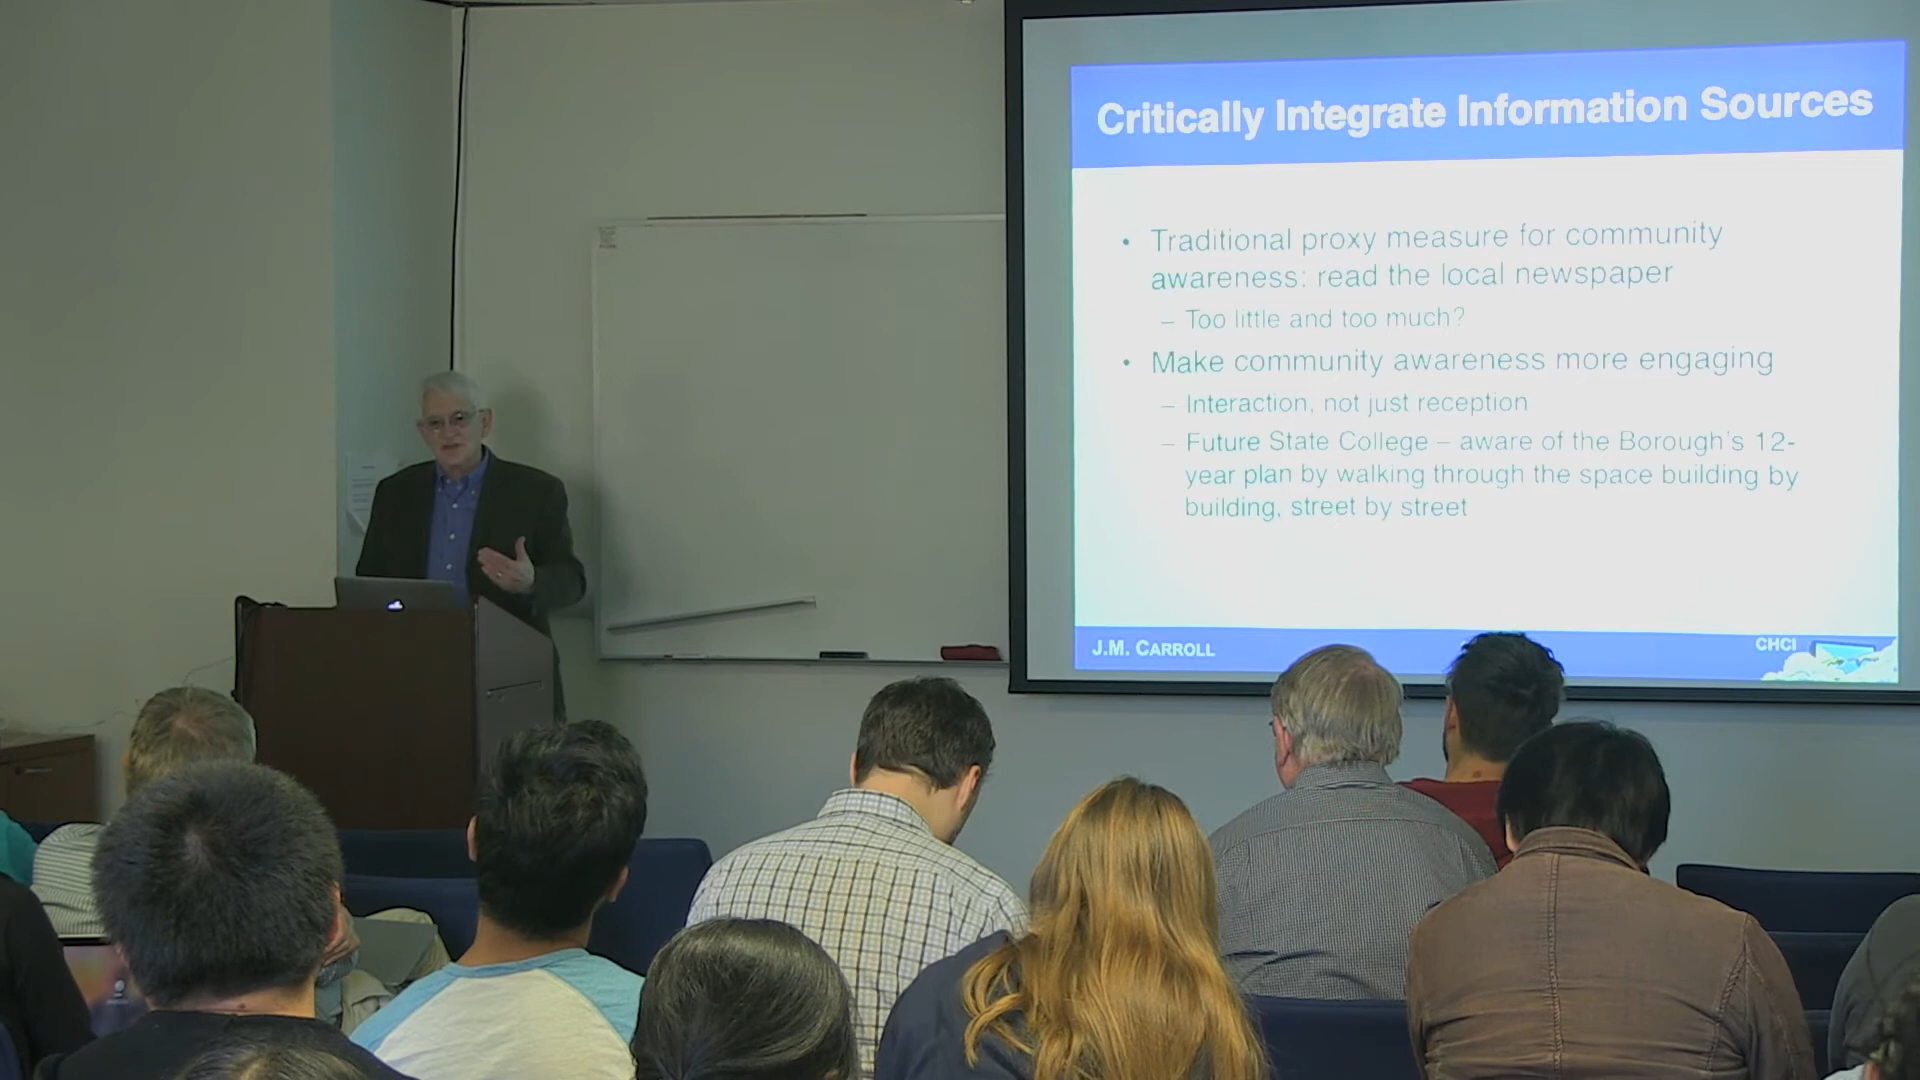 Critically Integrate Information Sources
• Traditional proxy measure for community
awareness: read the local newspaper
– Too little and too much?
• Make community awareness more engaging
– Interaction, not just reception
– Future State College – aware of the Borough's 12-
year plan by walking through the space building by
building, street by street
J.M. CARROLL
CHCI